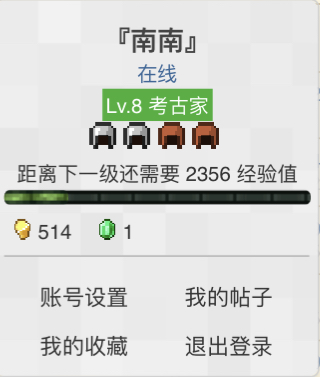 『南南』
在线
Lv.8 考古家
距离下一级还需要 2356 经验值
514 1
账号设置 我的帖子
我的收藏 退出登录